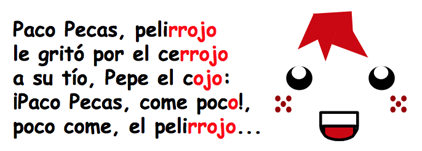 Paco Pecas, pelirrojo
le gritó por el cerrojo
a su tío, Pepe el cojo:
¡Paco Pecas, come poco!,
poco come, el pelirrojo...